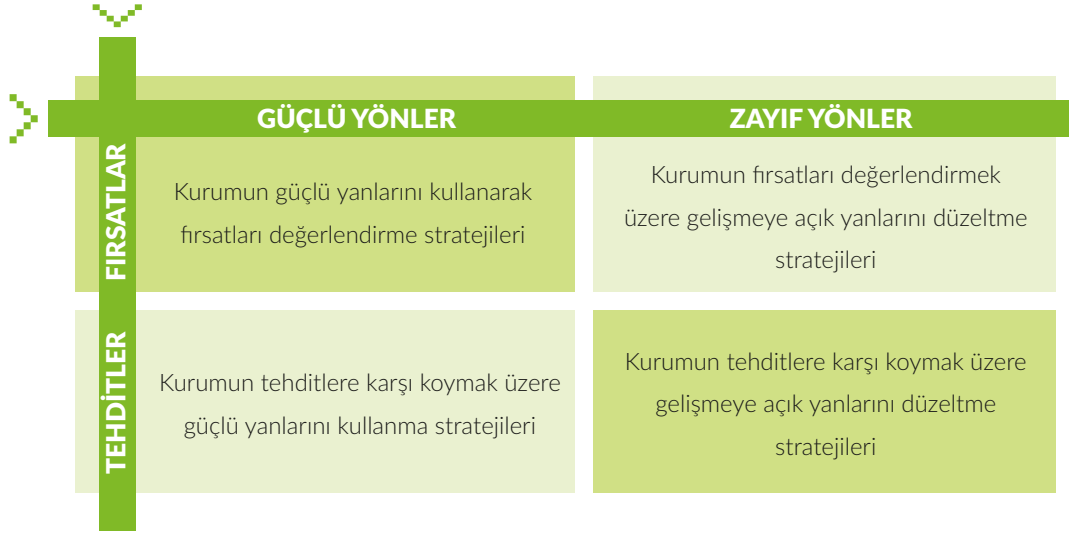 GÜÇLÜ YÖNLER
ZAYIF YÖNLER
FIRSATLAR
Kurumun güçlü yanlarını kullanarak
fırsatları değerlendirme stratejileri
Kurumun fırsatları değerlendirmek
üzere gelişmeye açık yanlarını düzeltme
stratejileri
TEHDİTLER
Kurumun tehditlere karşı koymak üzere
güçlü yanlarını kullanma stratejileri
Kurumun tehditlere karşı koymak üzere
gelişmeye açık yanlarını düzeltme
stratejileri